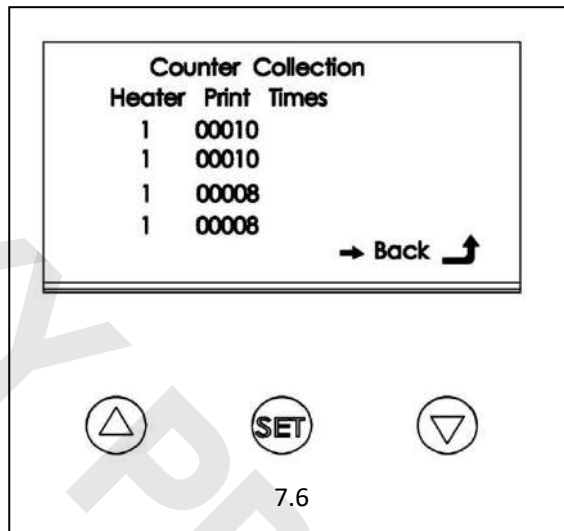 Counter Collection
Heater Print Times
1 00010
1 00010
1 00008
1 00008
→ Back
SET
7.6